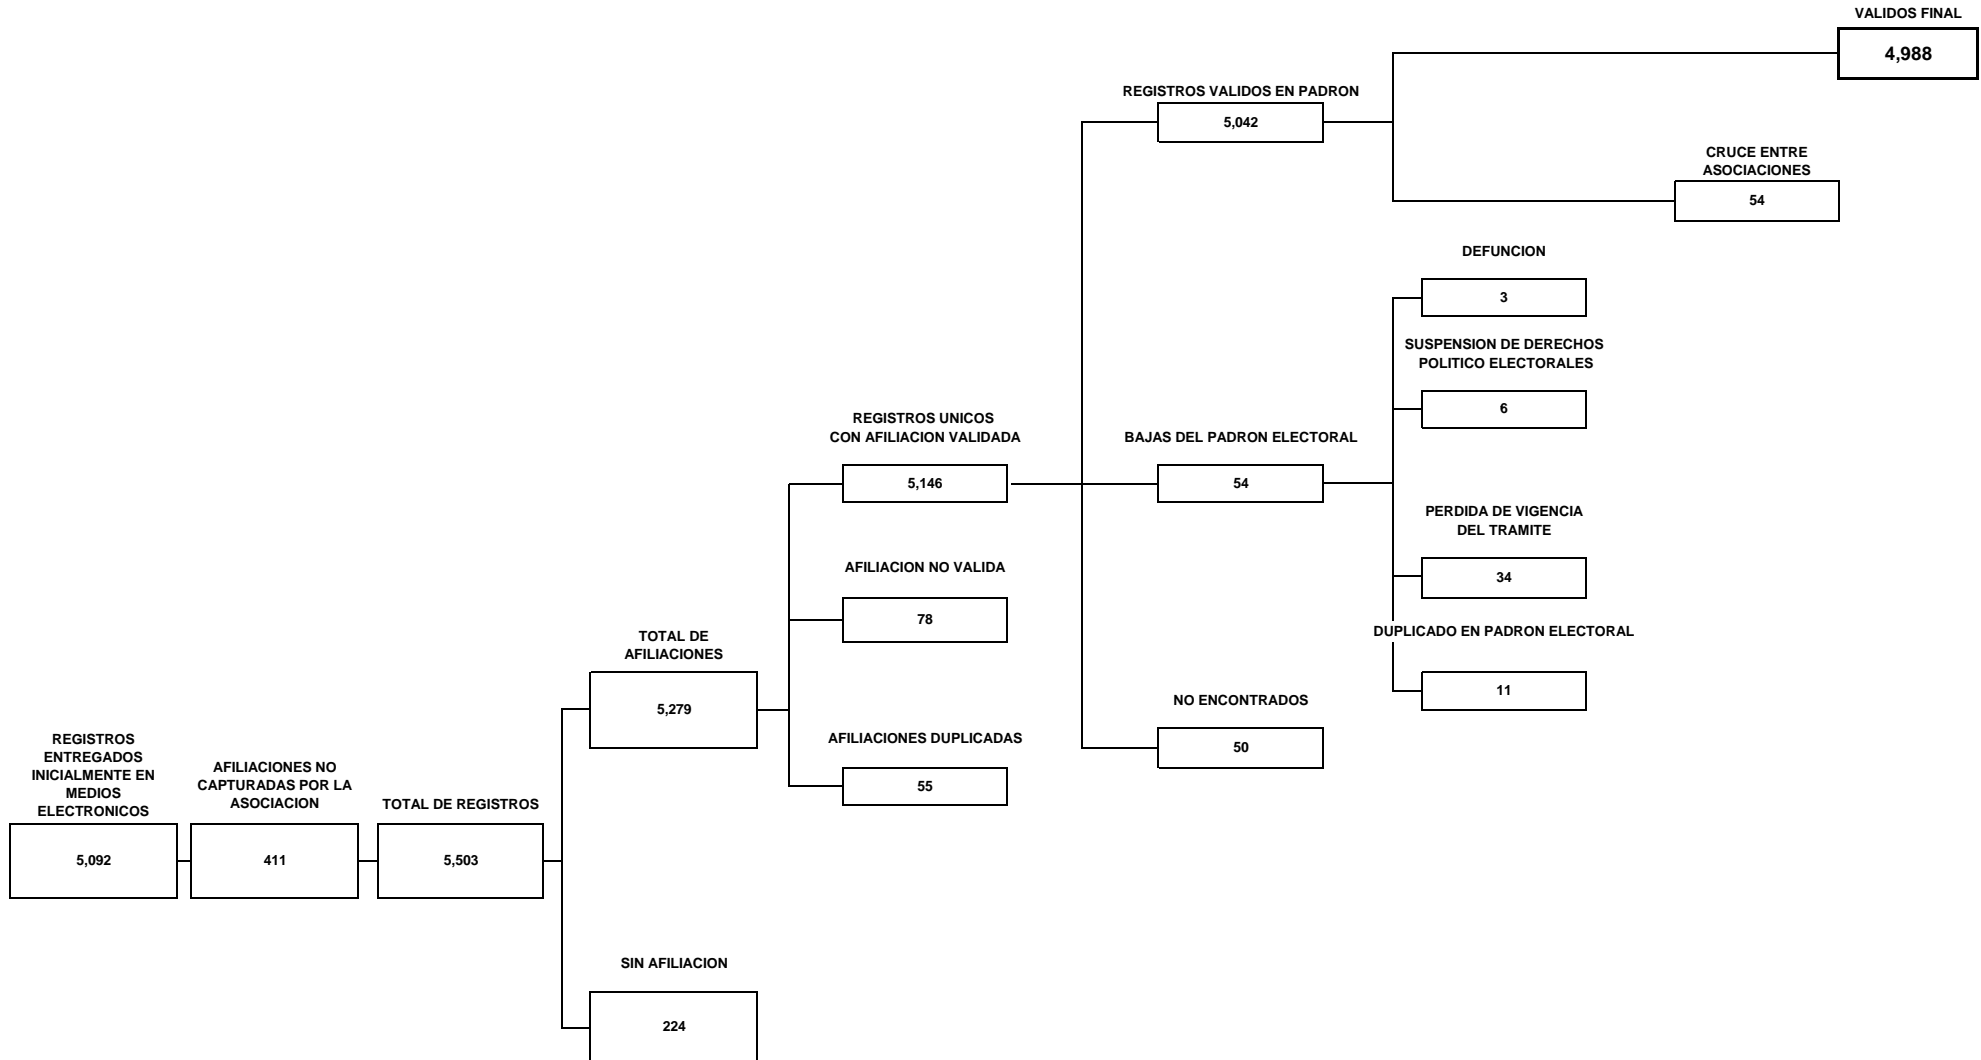 VALIDOS FINAL
4,988
REGISTROS VALIDOS EN PADRON
5,042
CRUCE ENTRE
ASOCIACIONES
54
DEFUNCION
3
SUSPENSION DE DERECHOS
POLITICO ELECTORALES
6
REGISTROS UNICOS
CON AFILIACION VALIDADA
5,146
BAJAS DEL PADRON ELECTORAL
54
PERDIDA DE VIGENCIA
DEL TRAMITE
34
AFILIACION NO VALIDA
78
DUPLICADO EN PADRON ELECTORAL
11
TOTAL DE
AFILIACIONES
5,279
NO ENCONTRADOS
50
AFILIACIONES DUPLICADAS
55
REGISTROS
ENTREGADOS
INICIALMENTE EN
MEDIOS
ELECTRONICOS
5,092
AFILIACIONES NO
CAPTURADAS POR LA
ASOCIACION
411
TOTAL DE REGISTROS
5,503
SIN AFILIACION
224